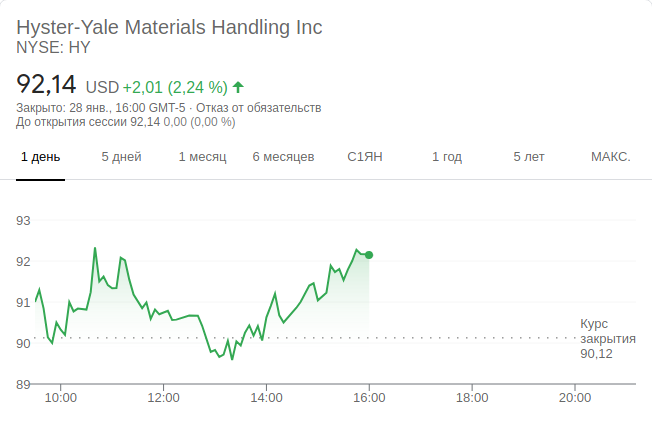 Hyster-Yale Materials Handling Inc
NYSE: HY
92,14 USD +2,01 (2,24 %)
Закрыто: 28 янв., 16:00 GMT-5 · Отказ от обязательств
До открытия сессии 92,14 0,00 (0,00 %)
1 день 5 дней 1 месяц 6 месяцев С1ЯН 1 год 5 лет МАКС.
93
92
91
90
89
Курс
закрытия
90,12
10:00 12:00 14:00 16:00 18:00 20:00